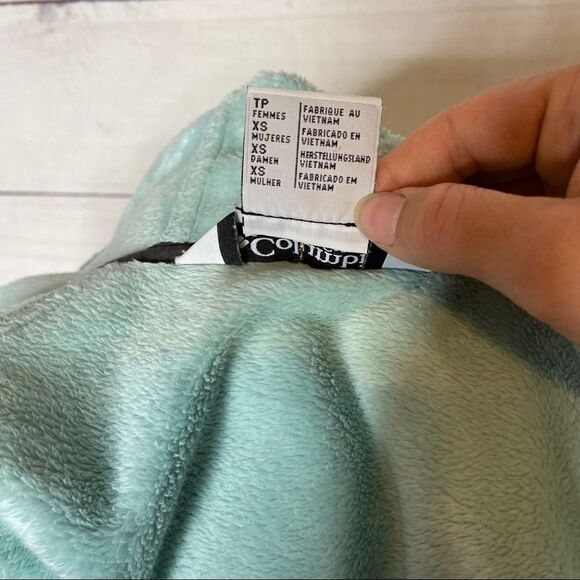 TP
FEMMES
XS
MUJERES
XS
DAMEN
XS
MULHER
FABRIQUE AU
VIETNAM
FABRICADO EN
VIETNAM
HERSTELLUNGSLAND
VIETNAM
FABRICADO EM
VIETNAM